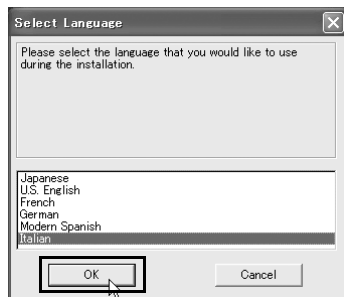 Select Language
Please select the language that you would like to use
during the installation.
Japanese
U.S. English
French
German
Modern Spanish
Italian
OK
Cancel